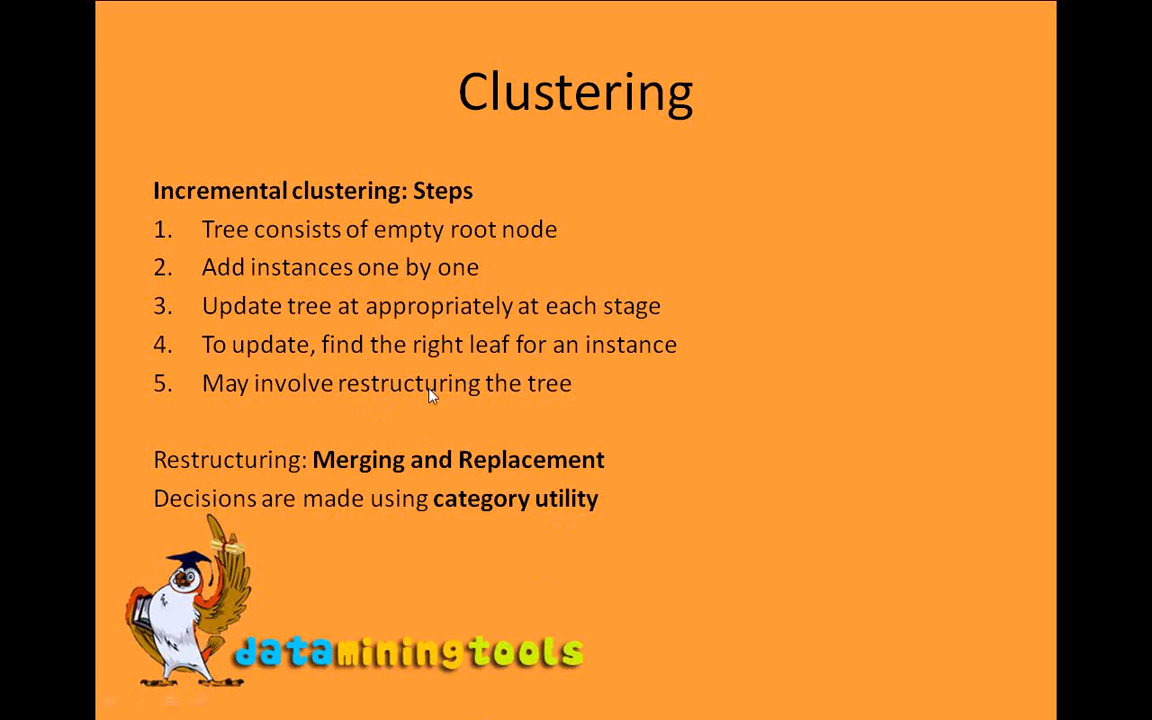 Clustering
Incremental clustering: Steps
1. Tree consists of empty root node
2. Add instances one by one
3. Update tree at appropriately at each stage
4. To update, find the right leaf for an instance
5. May involve restructuring the tree
Restructuring: Merging and Replacement
Decisions are made using category utility
dataminingtools